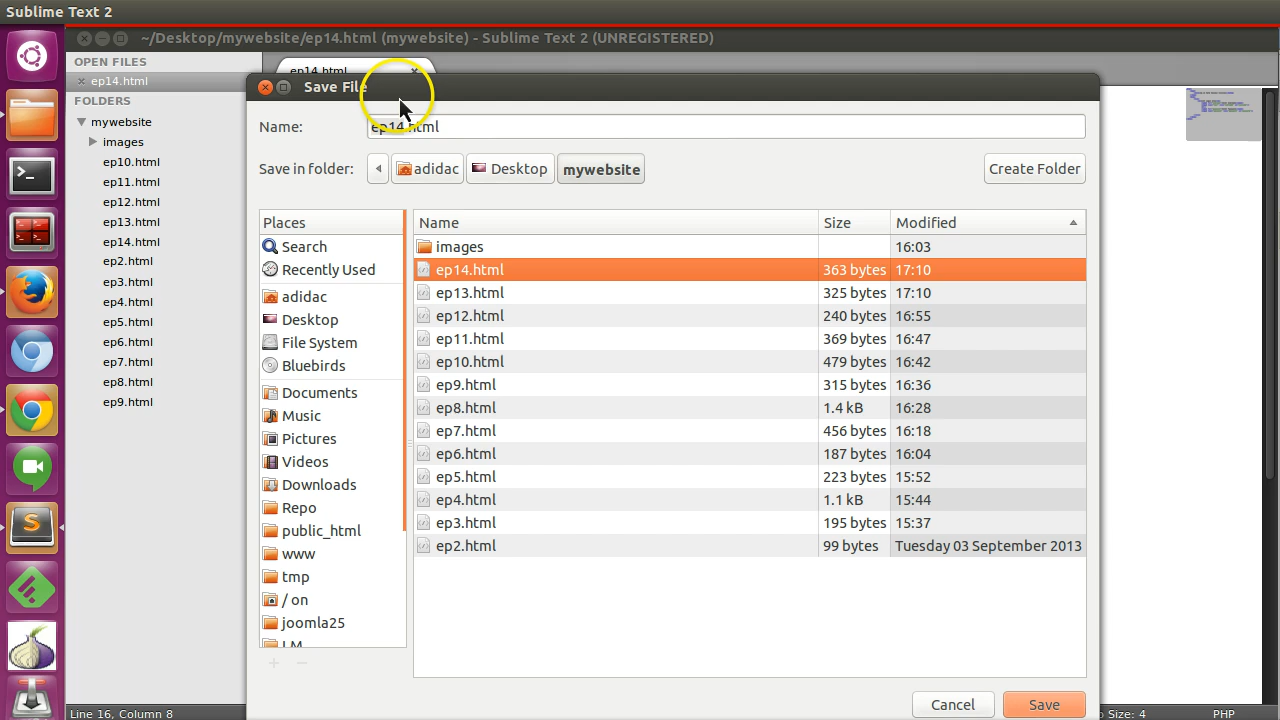 Sublime Text 2
~/Desktop/mywebsite/ep14.html (mywebsite) - Sublime Text 2 (UNREGISTERED)
OPEN FILES
ep14.html
FOLDERS
mywebsite
images
ep10.html
ep11.html
ep12.html
ep13.html
ep14.html
ep2.html
ep3.html
ep4.html
ep5.html
ep6.html
ep7.html
ep8.html
ep9.html
ep14.html
Save File
Name: ep14.html
Save in folder: adidac Desktop mywebsite Create Folder
Places
Search
Recently Used
adidac
Desktop
File System
Bluebirds
Documents
Music
Pictures
Videos
Downloads
Repo
public_html
www
tmp
/ on
joomla25
LM
Name Size Modified
images 16:03
ep14.html 363 bytes 17:10
ep13.html 325 bytes 17:10
ep12.html 240 bytes 16:55
ep11.html 369 bytes 16:47
ep10.html 479 bytes 16:42
ep9.html 315 bytes 16:36
ep8.html 1.4 kB 16:28
ep7.html 456 bytes 16:18
ep6.html 187 bytes 16:04
ep5.html 223 bytes 15:52
ep4.html 1.1 kB 15:44
ep3.html 195 bytes 15:37
ep2.html 99 bytes Tuesday 03 September 2013
Cancel Save
Line 16, Column 8
Size: 4 PHP